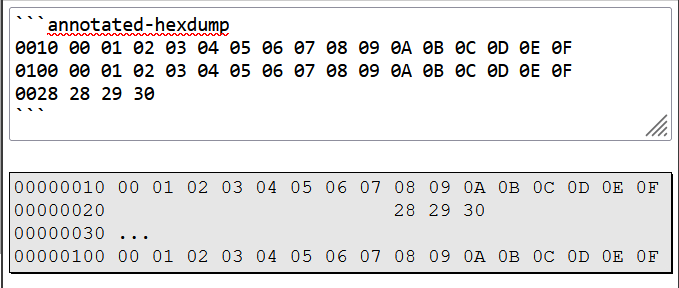 ```annotated-hexdump
0010 00 01 02 03 04 05 06 07 08 09 0A 0B 0C 0D 0E 0F
0100 00 01 02 03 04 05 06 07 08 09 0A 0B 0C 0D 0E 0F
0028 28 29 30
```
00000010 00 01 02 03 04 05 06 07 08 09 0A 0B 0C 0D 0E 0F
00000020                         28 29 30
00000030 ...
00000100 00 01 02 03 04 05 06 07 08 09 0A 0B 0C 0D 0E 0F